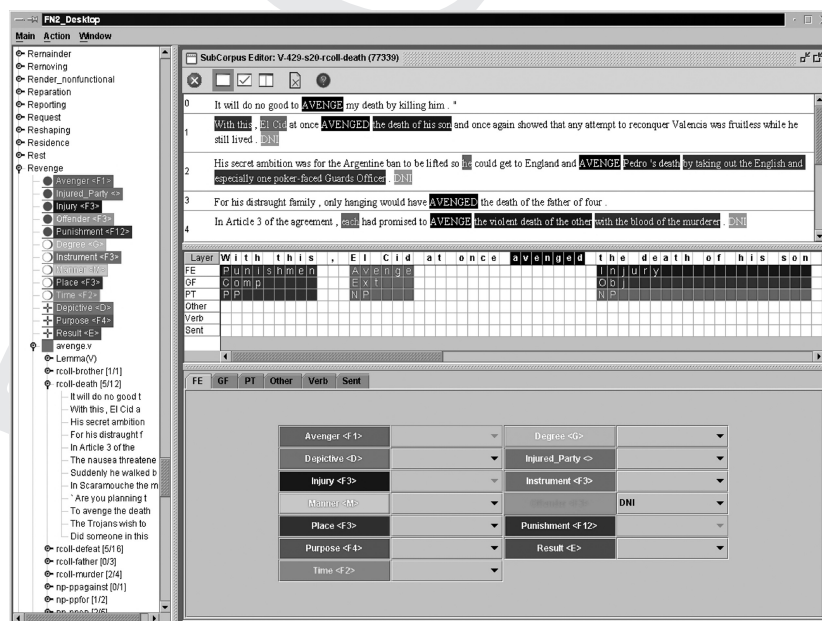 FN2_Desktop
Main Action Window
Remainder
Removing
Render_nonfunctional
Reparation
Reporting
Request
Reshaping
Residence
Rest
Revenge
Avenger <F1>
Injured_Party <>
Injury <F3>
Offender <F3>
Punishment <F12>
Degree <G>
Instrument <F3>
Manner <M>
Place <F3>
Time <F2>
Depictive <D>
Purpose <F4>
Result <E>
avenge.v
Lemma(V)
rcoll-brother [1/1]
rcoll-death [5/12]
It will do no good t
With this , El Cid a
His secret ambition
For his distraught f
In Article 3 of the
The nausea threatene
Suddenly he walked b
In Scaramouche the m
` Are you planning t
To avenge the death
The Trojans wish to
Did someone in this
rcoll-defeat [5/16]
rcoll-father [0/3]
rcoll-murder [2/4]
np-ppagainst [0/1]
np-ppfor [1/2]
SubCorpus Editor: V-429-s20-rcoll-death (77339)
0 It will do no good to AVENGE my death by killing him . "
1 With this , El Cid at once AVENGED the death of his son and once again showed that any attempt to reconquer Valencia was fruitless while he
still lived . DNI
2 His secret ambition was for the Argentine ban to be lifted so he could get to England and AVENGE Pedro 's death by taking out the English and
especially one poker-faced Guards Officer . DNI
3 For his distraught family , only hanging would have AVENGED the death of the father of four .
4 In Article 3 of the agreement , each had promised to AVENGE the violent death of the other with the blood of the murderer . DNI
Layer With this , El Cid at once avenged the death of his son
FE Punishmen Avenge Injury
GF Comp Ext Obj
PT PP NP NP
Other
Verb
Sent
FE GF PT Other Verb Sent
Avenger <F1> Degree <G>
Depictive <D> Injured_Party <>
Injury <F3> Instrument <F3>
Manner <M> DNI
Place <F3> Punishment <F12>
Purpose <F4> Result <E>
Time <F2>